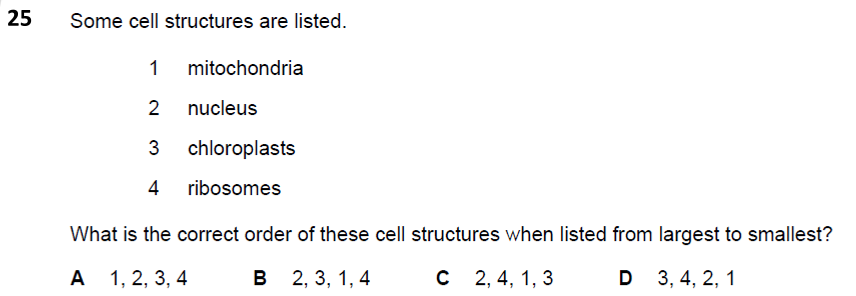 25 Some cell structures are listed.
1 mitochondria
2 nucleus
3 chloroplasts
4 ribosomes
What is the correct order of these cell structures when listed from largest to smallest?
A 1, 2, 3, 4 B 2, 3, 1, 4 C 2, 4, 1, 3 D 3, 4, 2, 1